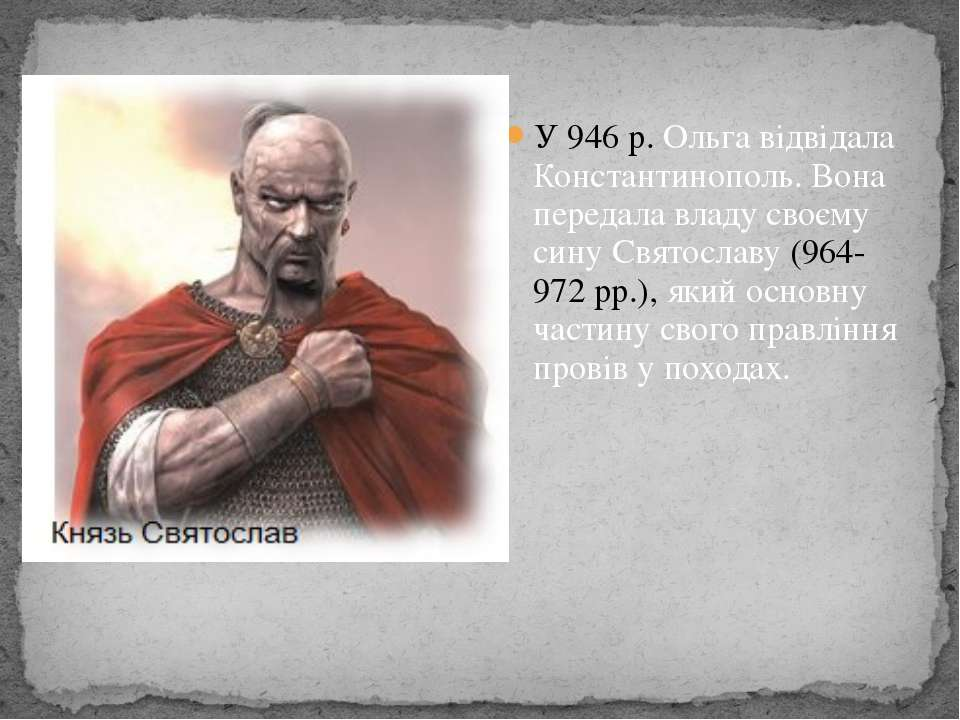 У 946 р. Ольга відвідала
Константинополь. Вона
передала владу своєму
сину Святославу (964-
972 рр.), який основну
частину свого правління
провів у походах.
Князь Святослав